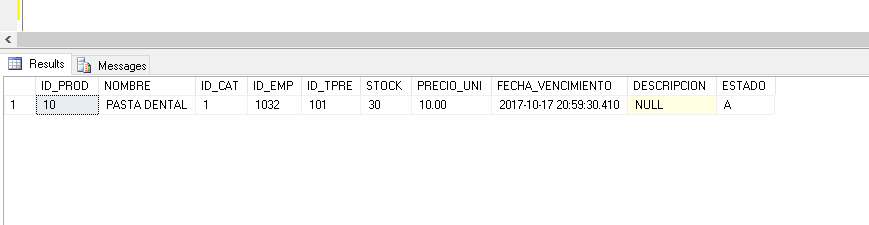 Results Messages
ID_PROD NOMBRE ID_CAT ID_EMP ID_TPRE STOCK PRECIO_UNI FECHA_VENCIMIENTO DESCRIPCION ESTADO
1 10 PASTA DENTAL 1 1032 101 30 10.00 2017-10-17 20:59:30.410 NULL A